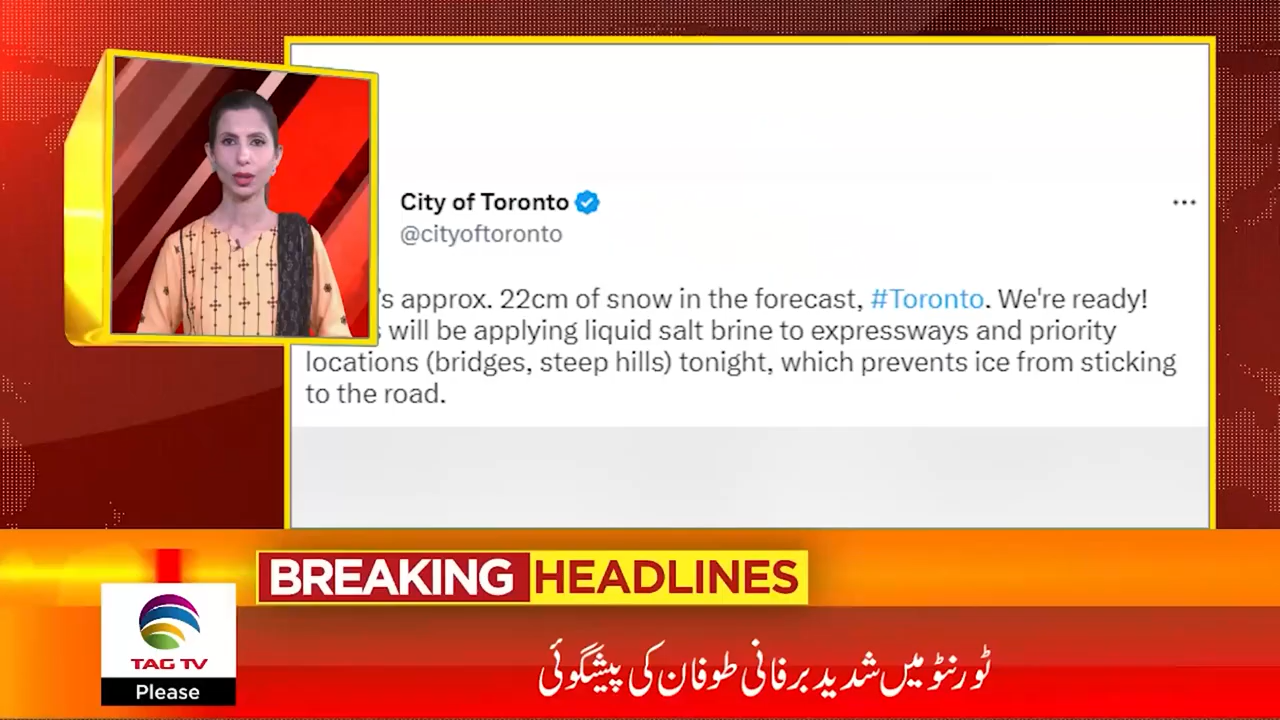 City of Toronto
@cityoftoronto
's approx. 22cm of snow in the forecast, #Toronto. We're ready!
will be applying liquid salt brine to expressways and priority
locations (bridges, steep hills) tonight, which prevents ice from sticking
to the road.
BREAKING HEADLINES
ٹورنٹو میں شدید برفانی طوفان کی پیشگوئی
TAG TV
Please